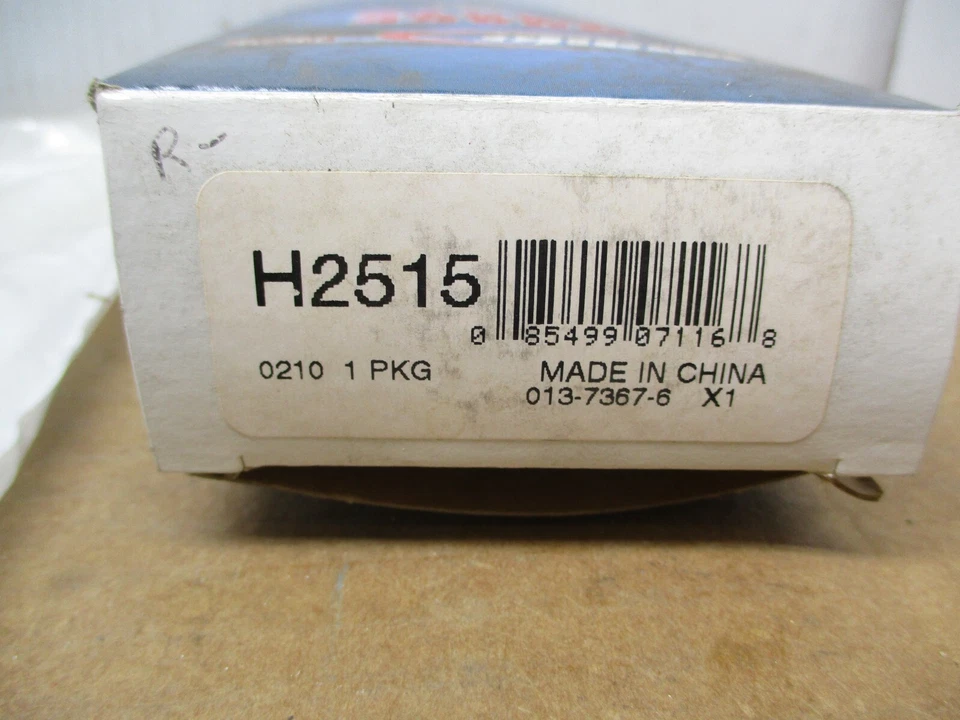 R-
H2515
0 85499 07116 8
0210 1 PKG
MADE IN CHINA
013-7367-6 X1